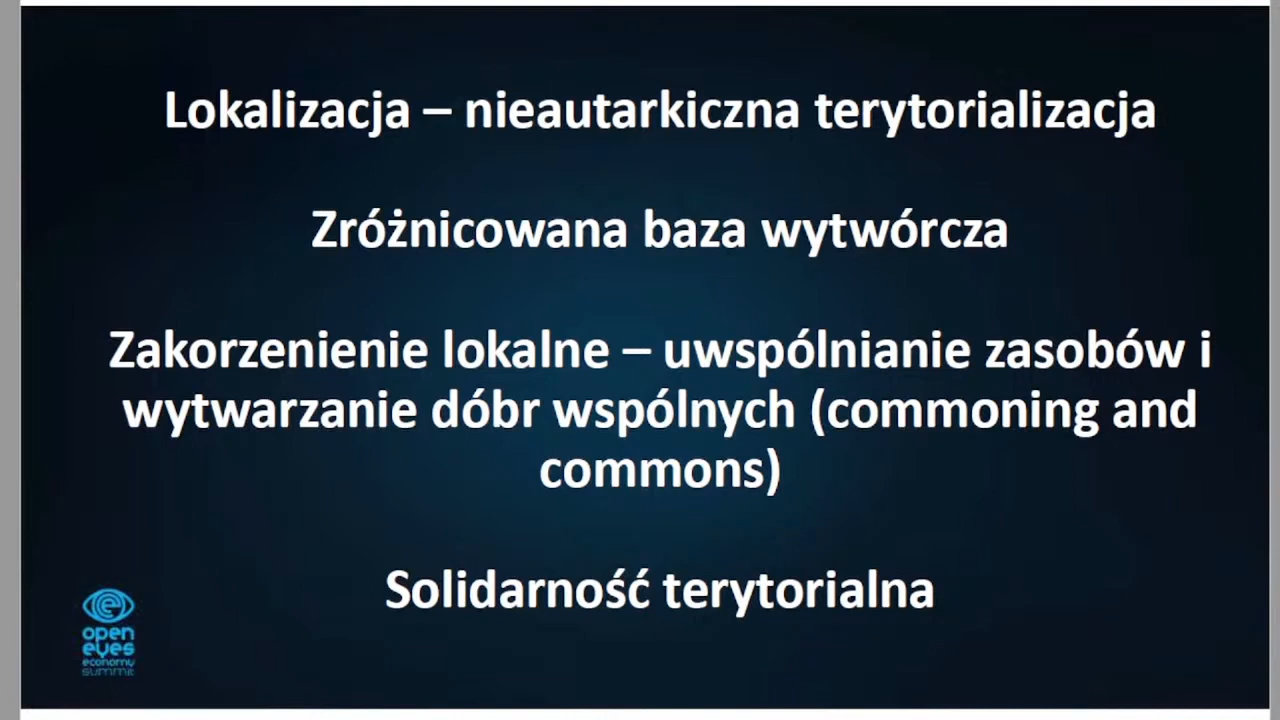 Lokalizacja – nieautarkiczna terytorializacja
Zróżnicowana baza wytwórcza
Zakorzenienie lokalne – uwspólnianie zasobów i
wytwarzanie dóbr wspólnych (commoning and
commons)
Solidarność terytorialna
open
eyes
economy
summit